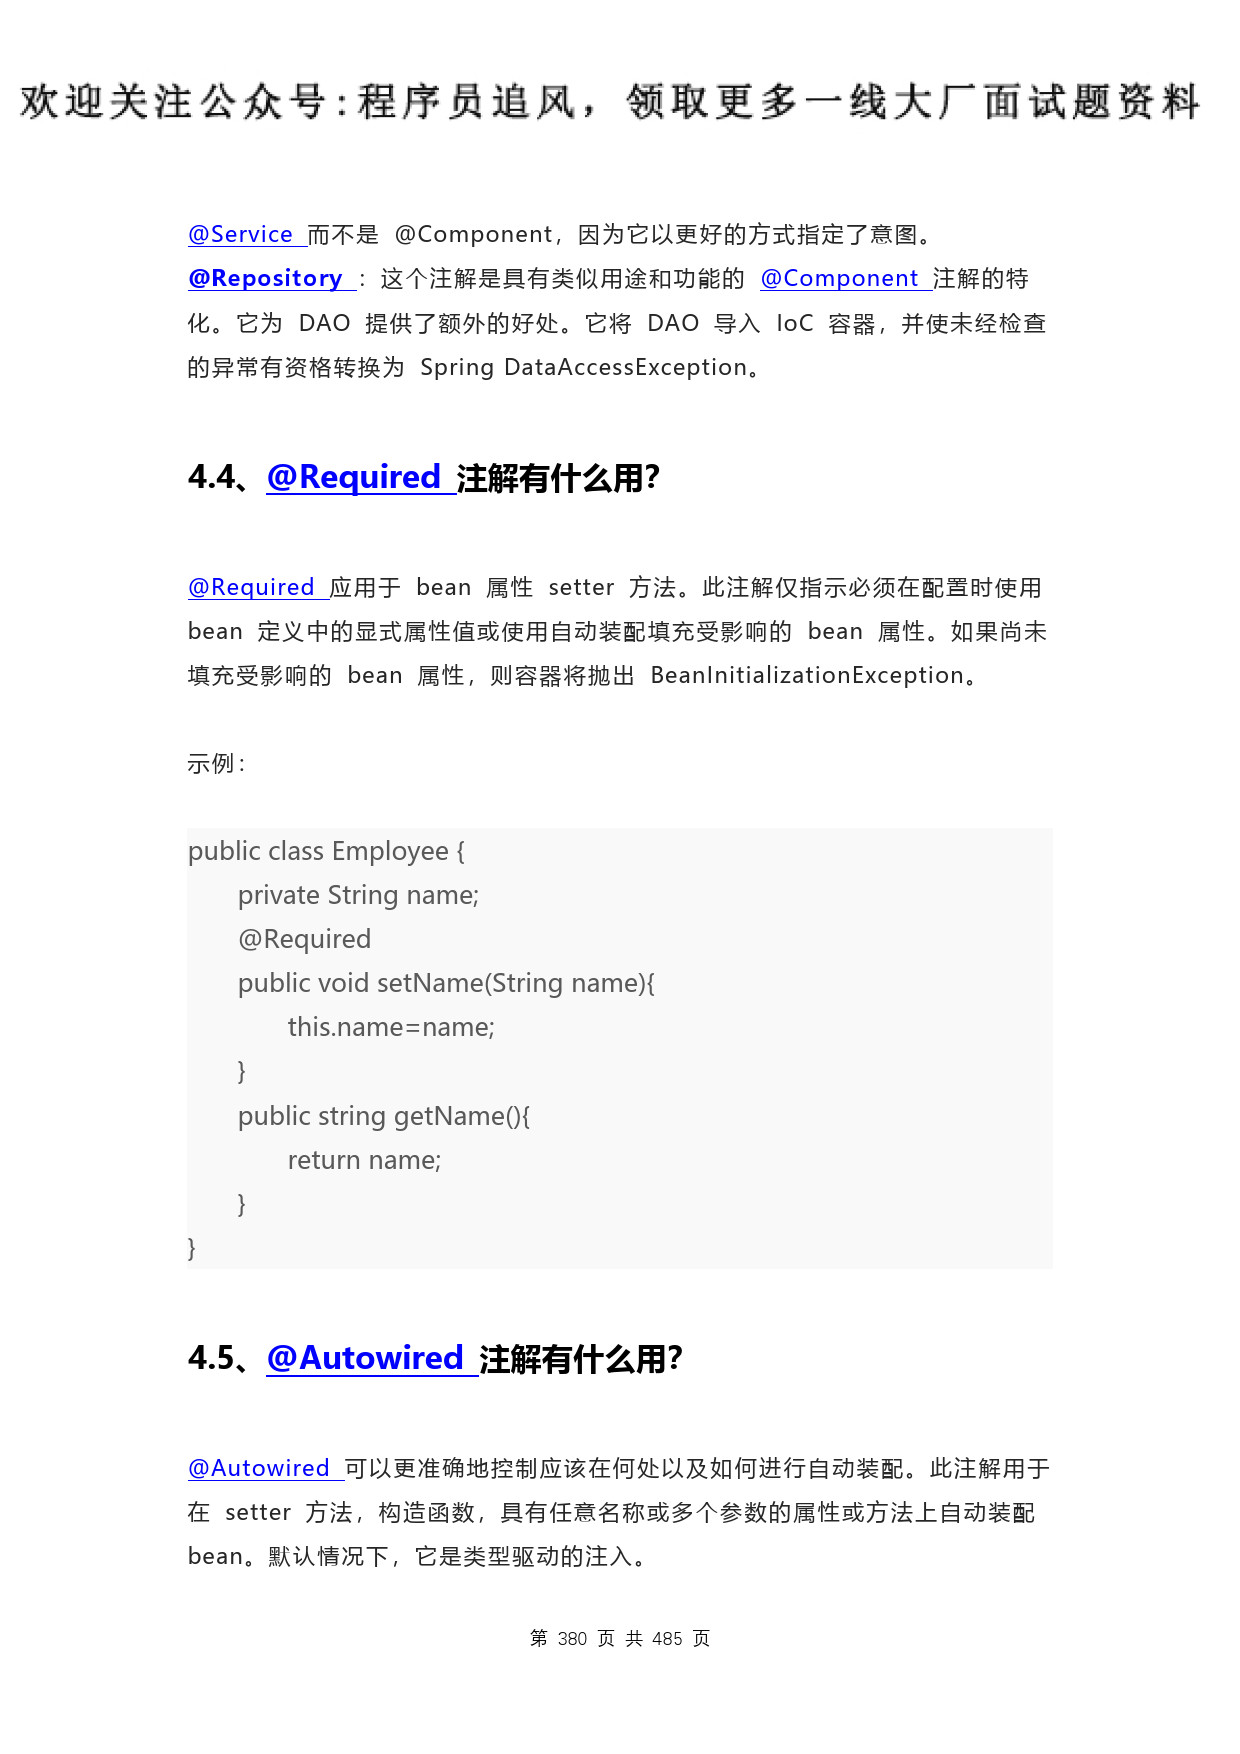 欢迎关注公众号:程序员追风，领取更多一线大厂面试题资料
@Service 而不是 @Component，因为它以更好的方式指定了意图。
@Repository ：这个注解是具有类似用途和功能的 @Component 注解的特
化。它为 DAO 提供了额外的好处。它将 DAO 导入 IoC 容器，并使未经检查
的异常有资格转换为 Spring DataAccessException。
4.4、@Required 注解有什么用？
@Required 应用于 bean 属性 setter 方法。此注解仅指示必须在配置时使用
bean 定义中的显式属性值或使用自动装配填充受影响的 bean 属性。如果尚未
填充受影响的 bean 属性，则容器将抛出 BeanInitializationException。
示例：
public class Employee {
private String name;
@Required
public void setName(String name){
this.name=name;
}
public string getName(){
return name;
}
}
4.5、@Autowired 注解有什么用？
@Autowired 可以更准确地控制应该在何处以及如何进行自动装配。此注解用于
在 setter 方法，构造函数，具有任意名称或多个参数的属性或方法上自动装配
bean。默认情况下，它是类型驱动的注入。
第 380 页 共 485 页